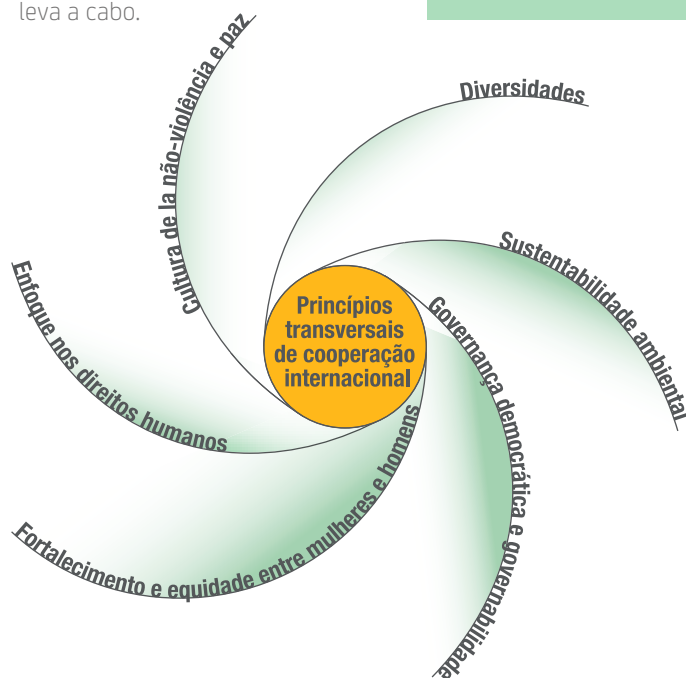 leva a cabo.
Cultura de la não-violência e paz
Diversidades
Sustentabilidade ambiental
Princípios
transversais
de cooperação
internacional
Governança democrática e governabilidade
Enfoque nos direitos humanos
Fortalecimento e equidade entre mulheres e homens